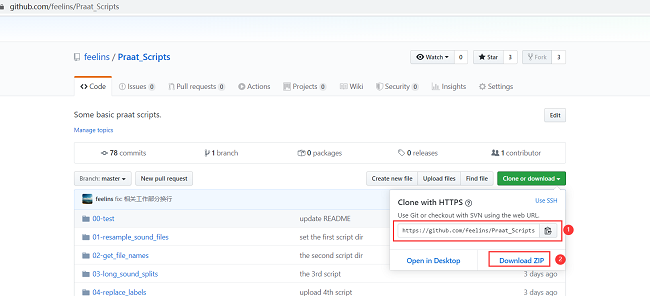 github.com/feelins/Praat_Scripts
feelins / Praat_Scripts
Watch 0 Star 3 Fork 3
Code Issues 0 Pull requests 0 Actions Projects 0 Wiki Security 0 Insights Settings
Some basic praat scripts. Edit
Manage topics
78 commits 1 branch 0 packages 0 releases 1 contributor
Branch: master New pull request Create new file Upload files Find file Clone or download
feelins fix: 相关工作部分换行
Clone with HTTPS Use SSH
Use Git or checkout with SVN using the web URL.
https://github.com/feelins/Praat_Scripts 1
Open in Desktop Download ZIP 2
00-test update README
01-resample_sound_files set the first script dir
02-get_file_names the second script dir
03-long_sound_splits the 3rd script 3 days ago
04-replace_labels upload 4th script 3 days ago